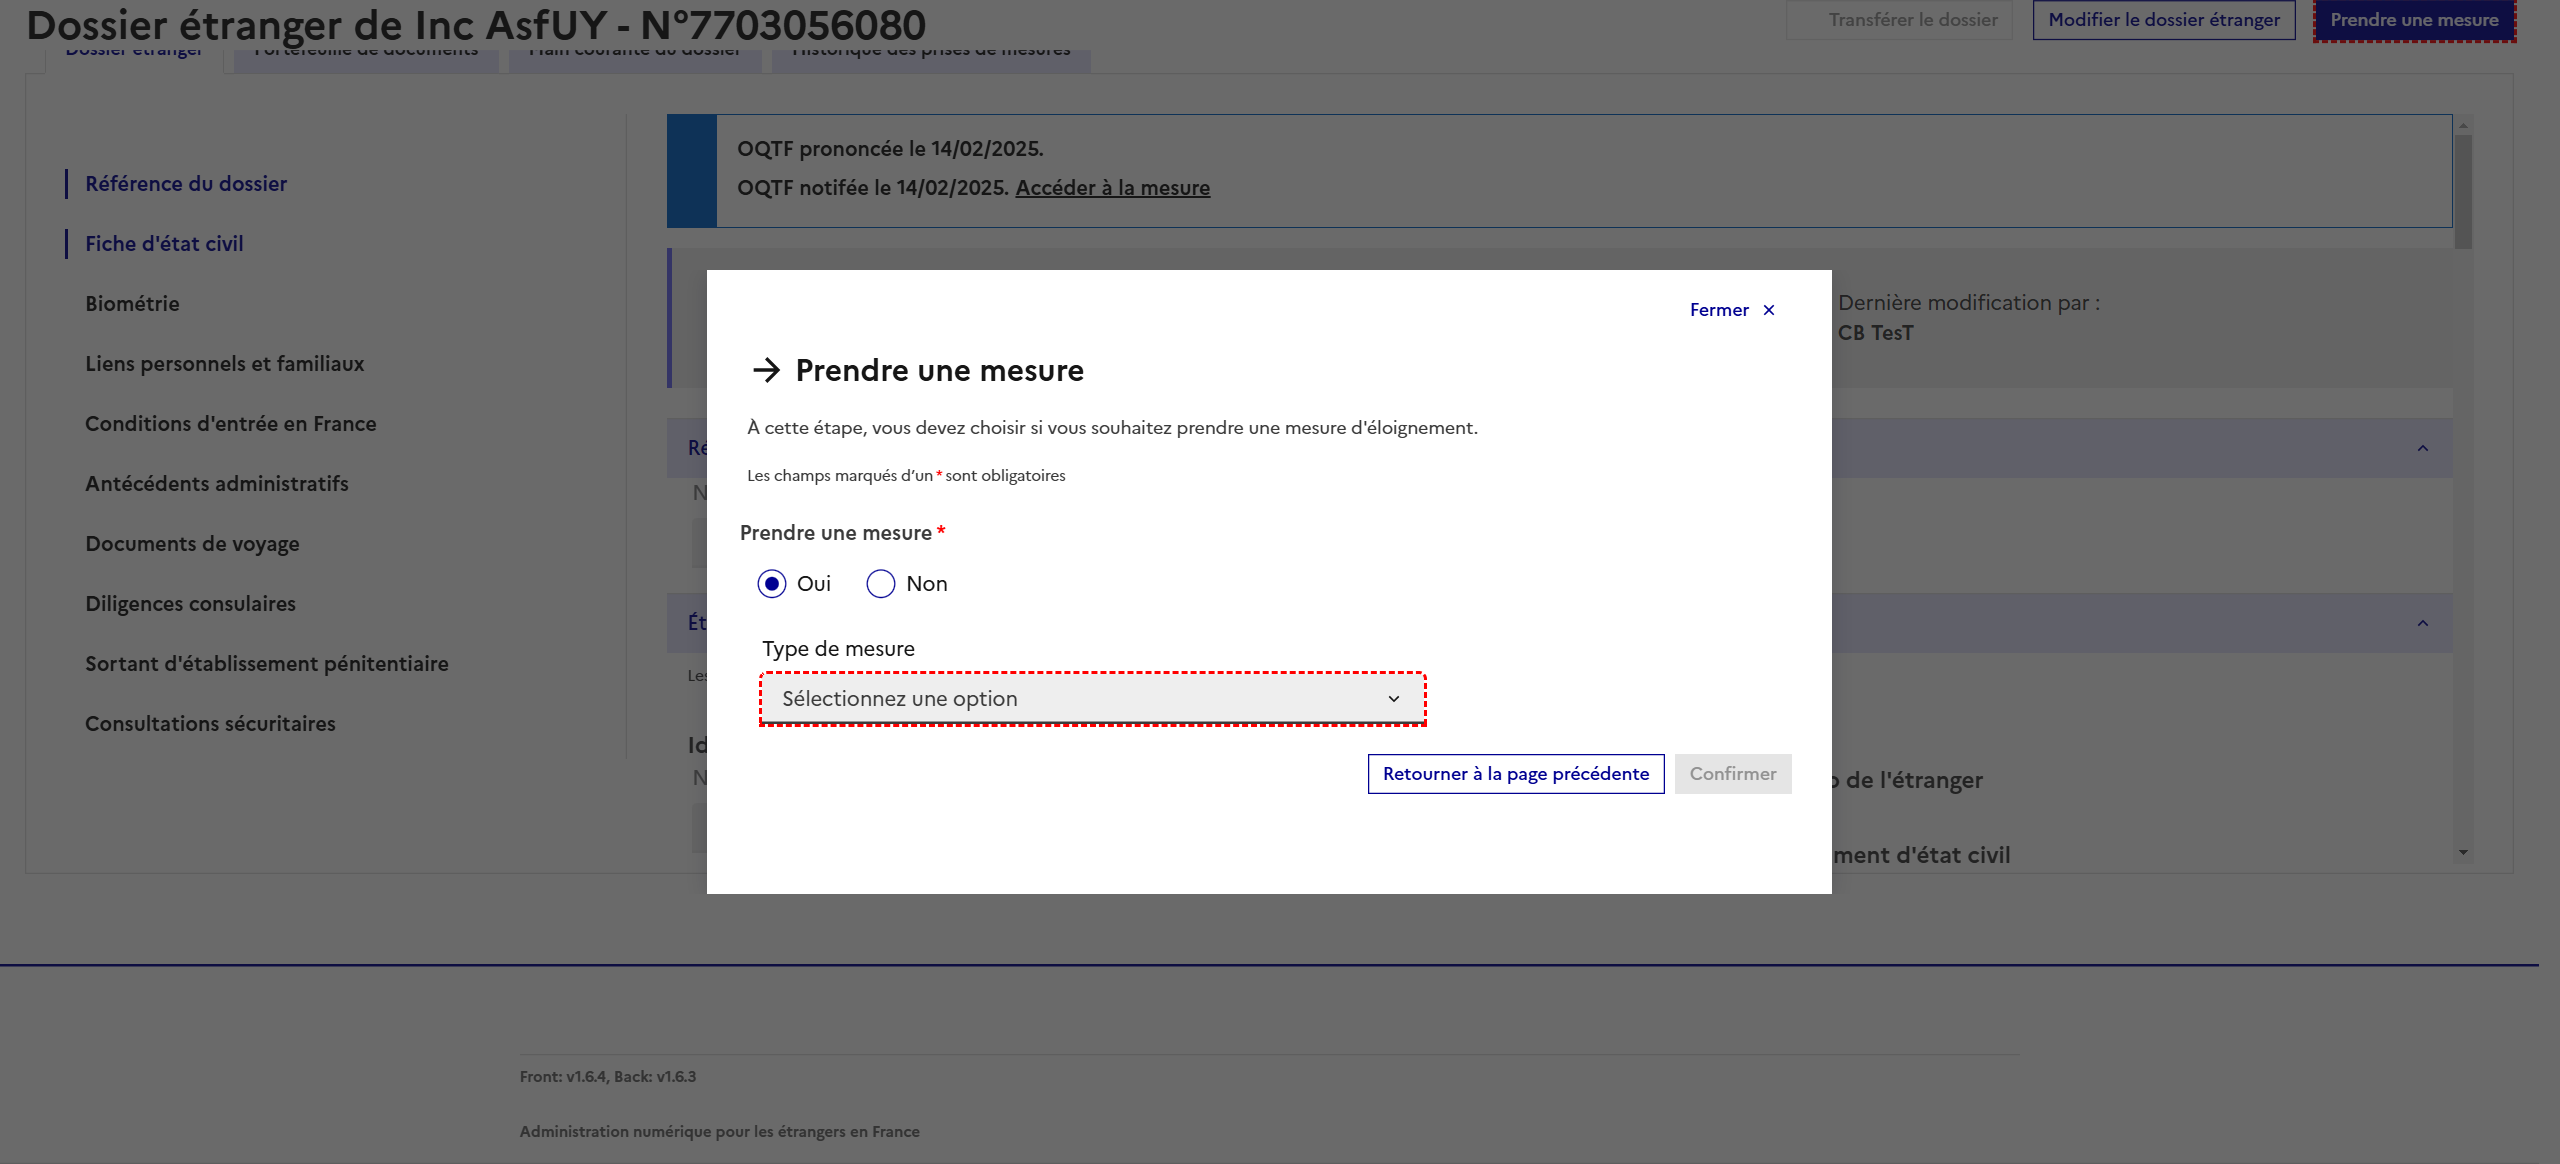 Dossier étranger de Inc AsfUY - N°7703056080
Transférer le dossier
Modifier le dossier étranger
Prendre une mesure
Dossier étranger
Portefeuille de documents
Main courante du dossier
Historique des prises de mesures
Référence du dossier
Fiche d'état civil
Biométrie
Liens personnels et familiaux
Conditions d'entrée en France
Antécédents administratifs
Documents de voyage
Diligences consulaires
Sortant d'établissement pénitentiaire
Consultations sécuritaires
OQTF prononcée le 14/02/2025.
OQTF notifée le 14/02/2025. Accéder à la mesure
Dernière modification par :
CB TesT
Fermer ×
→ Prendre une mesure
À cette étape, vous devez choisir si vous souhaitez prendre une mesure d'éloignement.
Les champs marqués d’un * sont obligatoires
Prendre une mesure *
Oui
Non
Type de mesure
Sélectionnez une option
Retourner à la page précédente
Confirmer
Ré
N
Ét
Les
Id
N
de l'étranger
ment d'état civil
Front: v1.6.4, Back: v1.6.3
Administration numérique pour les étrangers en France